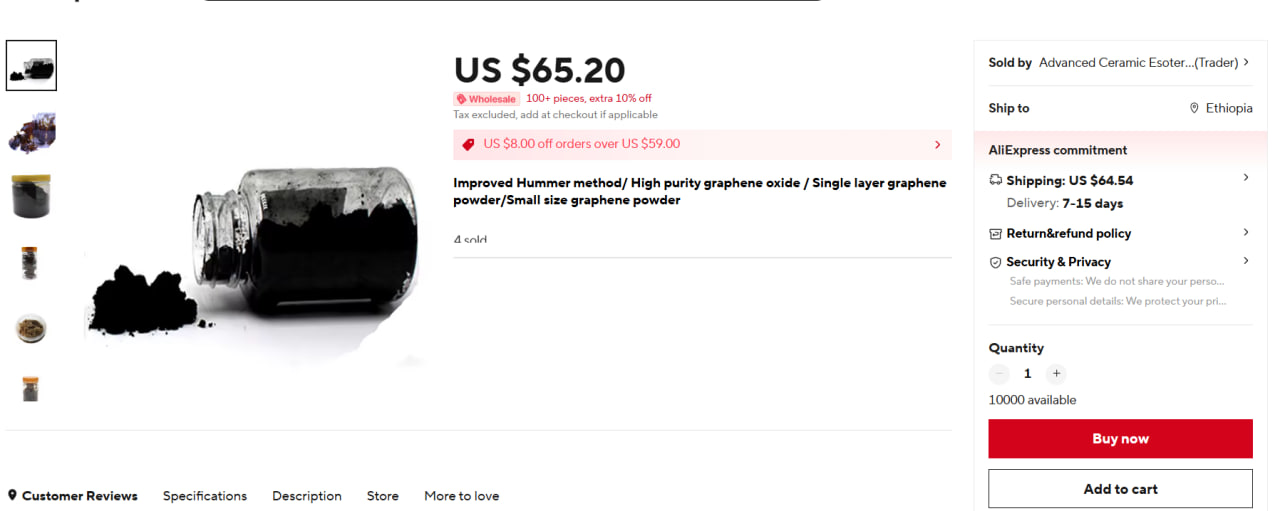 US $65.20
Wholesale 100+ pieces, extra 10% off
Tax excluded, add at checkout if applicable
US $8.00 off orders over US $59.00
Improved Hummer method/ High purity graphene oxide / Single layer graphene
powder/Small size graphene powder
4 sold
Sold by Advanced Ceramic Esoter...(Trader)
Ship to Ethiopia
AliExpress commitment
Shipping: US $64.54
Delivery: 7-15 days
Return&refund policy
Security & Privacy
Safe payments: We do not share your perso...
Secure personal details: We protect your pri...
Quantity
1
10000 available
Buy now
Add to cart
Customer Reviews Specifications Description Store More to love